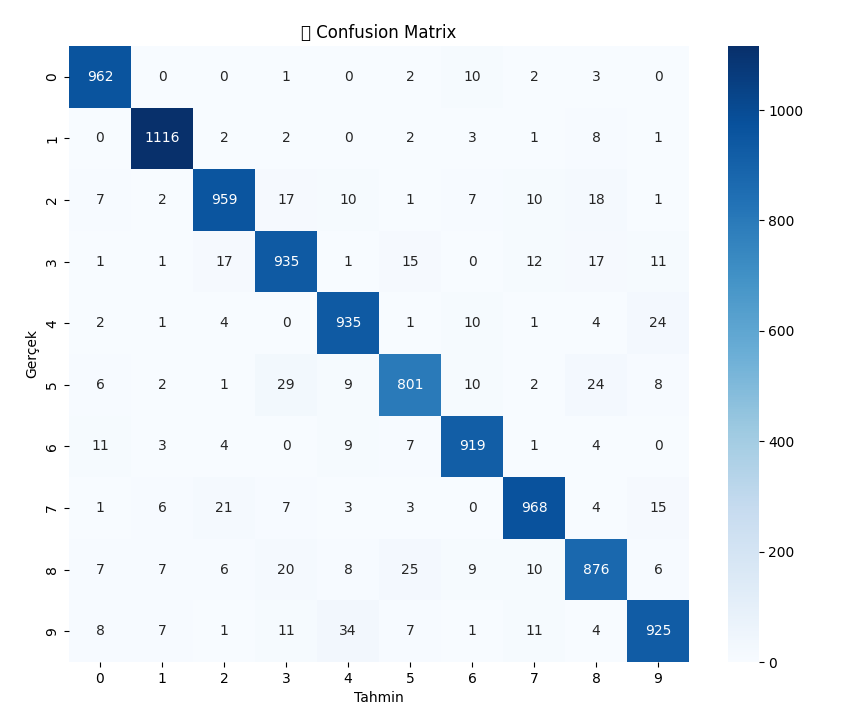 Confusion Matrix
0 962 0 0 1 0 2 10 2 3 0
1 0 1116 2 2 0 2 3 1 8 1
2 7 2 959 17 10 1 7 10 18 1
3 1 1 17 935 1 15 0 12 17 11
4 2 1 4 0 935 1 10 1 4 24
5 6 2 1 29 9 801 10 2 24 8
6 11 3 4 0 9 7 919 1 4 0
7 1 6 21 7 3 3 0 968 4 15
8 7 7 6 20 8 25 9 10 876 6
9 8 7 1 11 34 7 1 11 4 925
0 1 2 3 4 5 6 7 8 9
Tahmin
Gerçek
1000
800
600
400
200
0